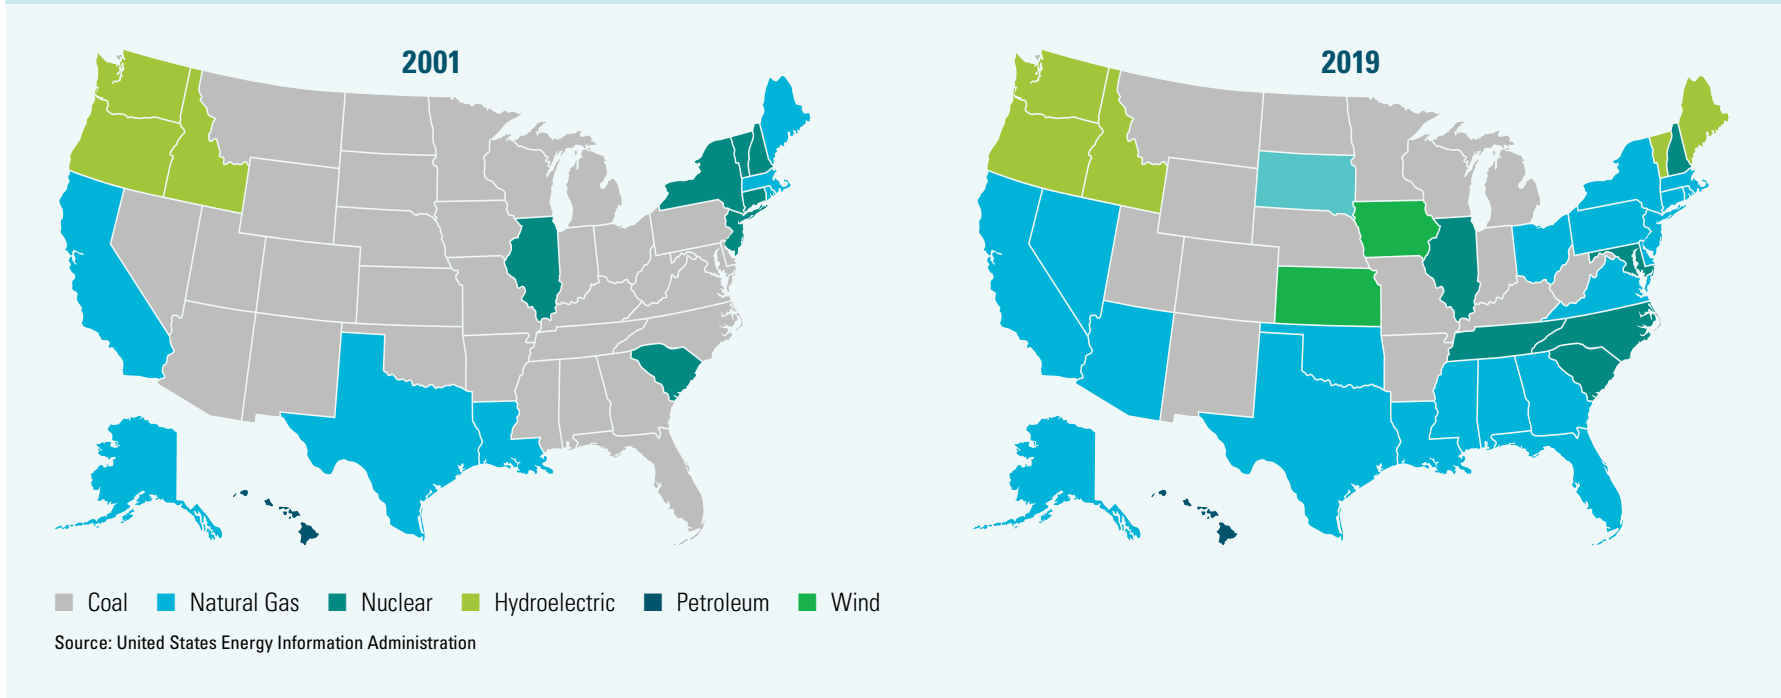 2001
2019
Coal
Natural Gas
Nuclear
Hydroelectric
Petroleum
Wind
Source: United States Energy Information Administration